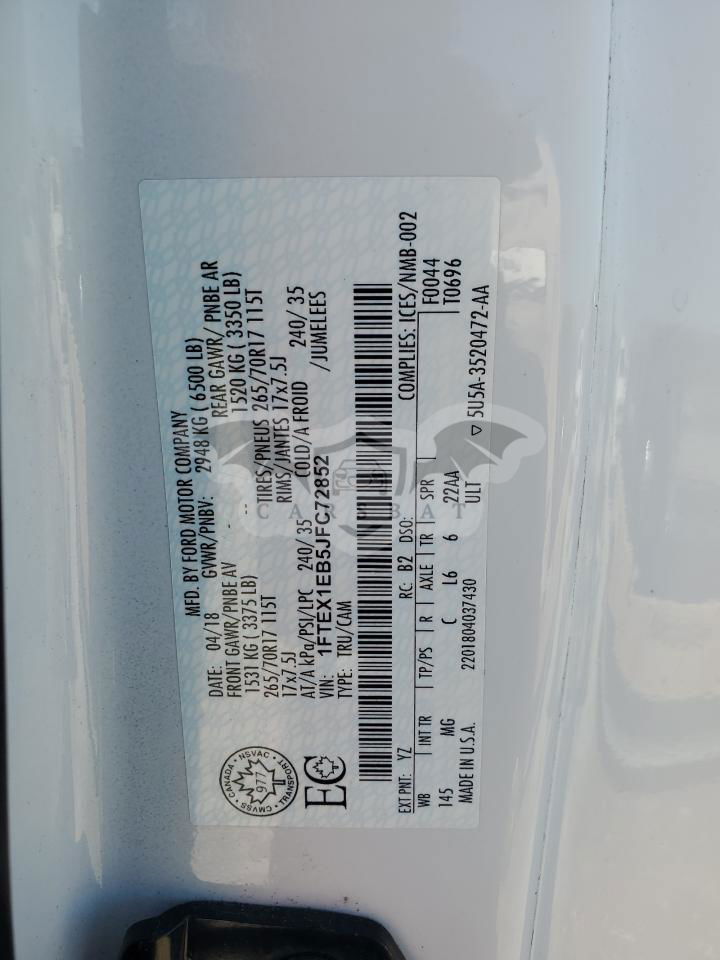 MFD. BY FORD MOTOR COMPANY
DATE: 04/18 GVWR/PNBV: 2948 KG ( 6500 LB)
FRONT GAWR/PNBE AV REAR GAWR/ PNBE AR
1531 KG ( 3375 LB) 1520 KG ( 3350 LB)
265/70R17 115T TIRES/PNEUS 265/70R17 115T
17x7.5J RIMS/JANTES 17x7.5J
AT/A kPa/PSI/LPC 240/ 35 COLD/A FROID 240/ 35
VIN: 1FTEX1EB5JFC72852 /JUMELEES
TYPE: TRU/CAM
CANADA NSVAC TRANSPORT CMVSS
977
EC
COMPLIES: ICES/NMB-002
EXT PNT: YZ RC: B2 DSO: F0044
WB INT TR TP/PS R AXLE TR SPR T0696
145 MG C L6 6 22AA
MADE IN U.S.A. 2201804037430 ULT ▽ 5U5A-3520472-AA
CARSBAT